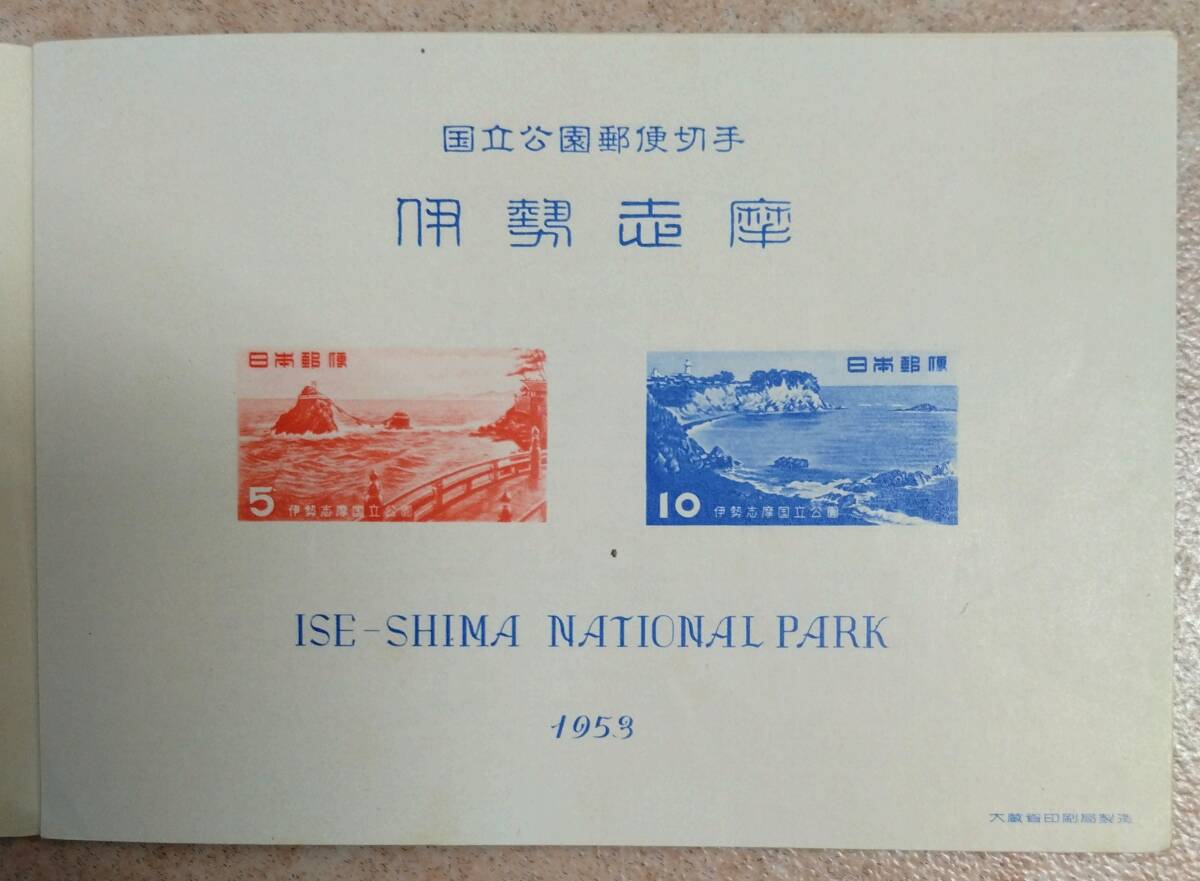 国立公園郵便切手
伊勢志摩
日本郵便
5 伊勢志摩国立公園
日本郵便
10 伊勢志摩国立公園
ISE-SHIMA NATIONAL PARK
1953
大蔵省印刷局製造